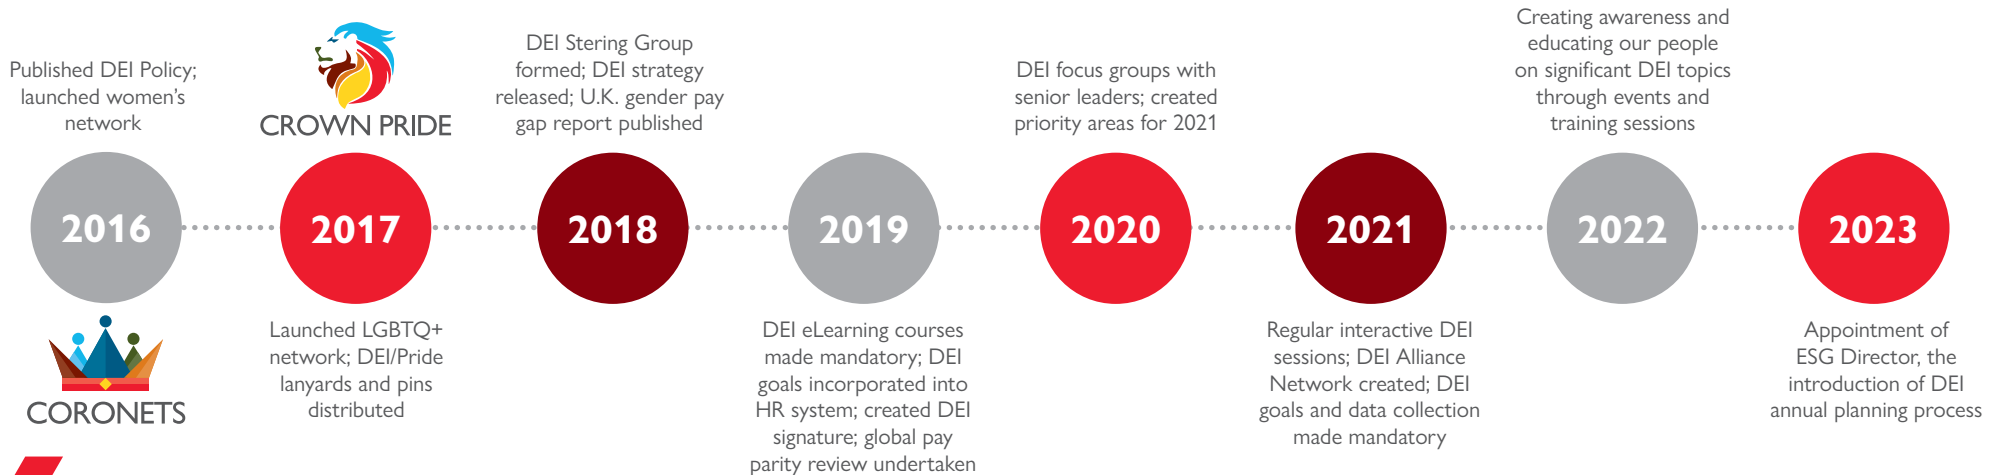 Published DEI Policy;
launched women's
network
2016
CORONETS
CROWN PRIDE
2017
Launched LGBTQ+
network; DEI/Pride
lanyards and pins
distributed
DEI Stering Group
formed; DEI strategy
released; U.K. gender pay
gap report published
2018
2019
DEI eLearning courses
made mandatory; DEI
goals incorporated into
HR system; created DEI
signature; global pay
parity review undertaken
DEI focus groups with
senior leaders; created
priority areas for 2021
2020
2021
Regular interactive DEI
sessions; DEI Alliance
Network created; DEI
goals and data collection
made mandatory
Creating awareness and
educating our people
on significant DEI topics
through events and
training sessions
2022
2023
Appointment of
ESG Director, the
introduction of DEI
annual planning process